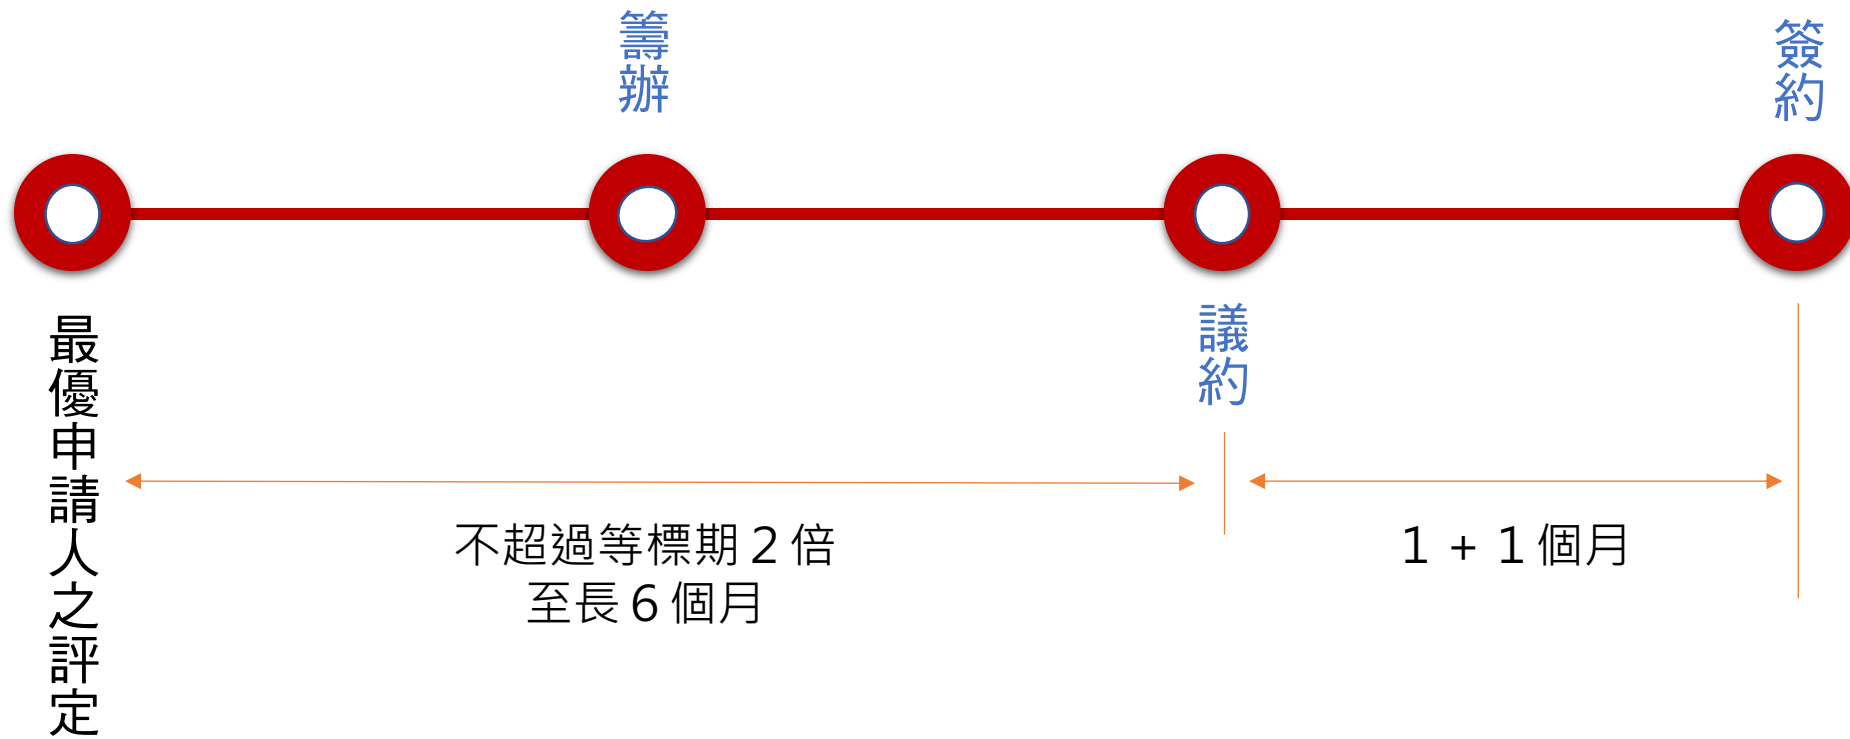 籌辦
簽約
議約
最優申請人之評定
不超過等標期2倍
至長6個月
1 + 1個月